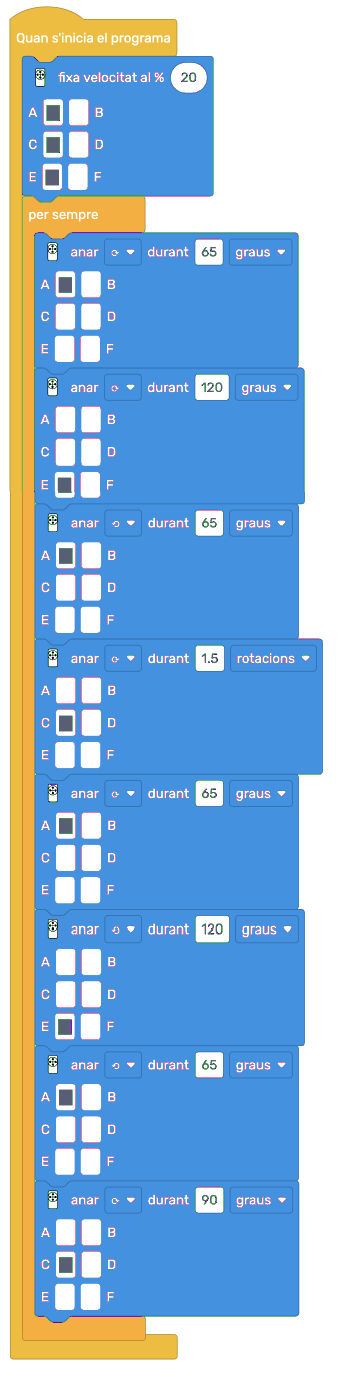 Quan s'inicia el programa
fixa velocitat al % 20
A B
C D
E F
per sempre
anar durant 65 graus
A B
C D
E F
anar durant 120 graus
A B
C D
E F
anar durant 65 graus
A B
C D
E F
anar durant 1.5 rotacions
A B
C D
E F
anar durant 65 graus
A B
C D
E F
anar durant 120 graus
A B
C D
E F
anar durant 65 graus
A B
C D
E F
anar durant 90 graus
A B
C D
E F